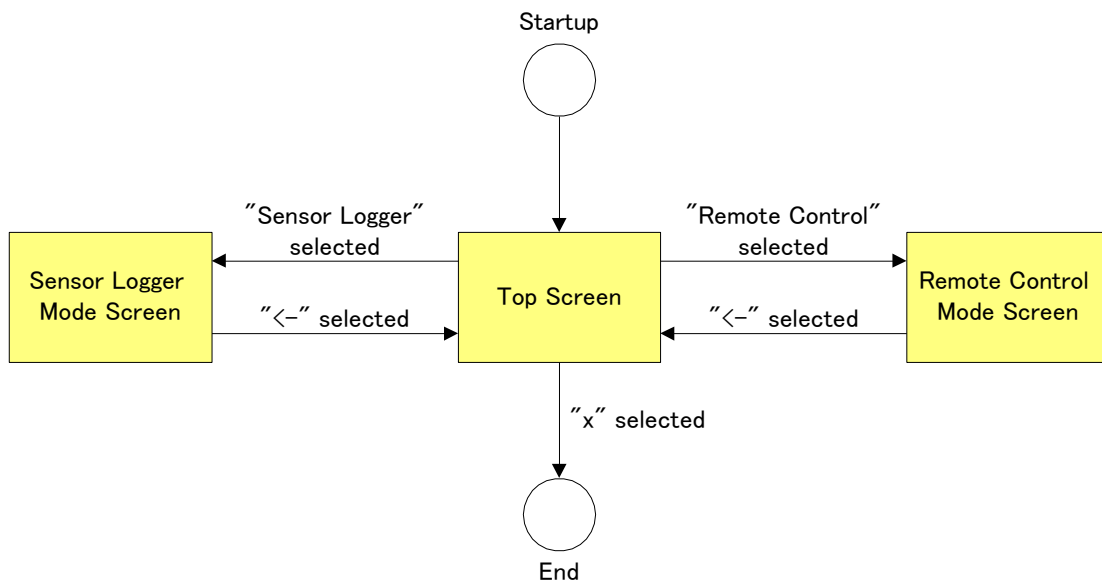 Startup
"Sensor Logger"
selected
"Remote Control"
selected
Sensor Logger
Mode Screen
Top Screen
Remote Control
Mode Screen
"<-" selected
"<-" selected
"x" selected
End